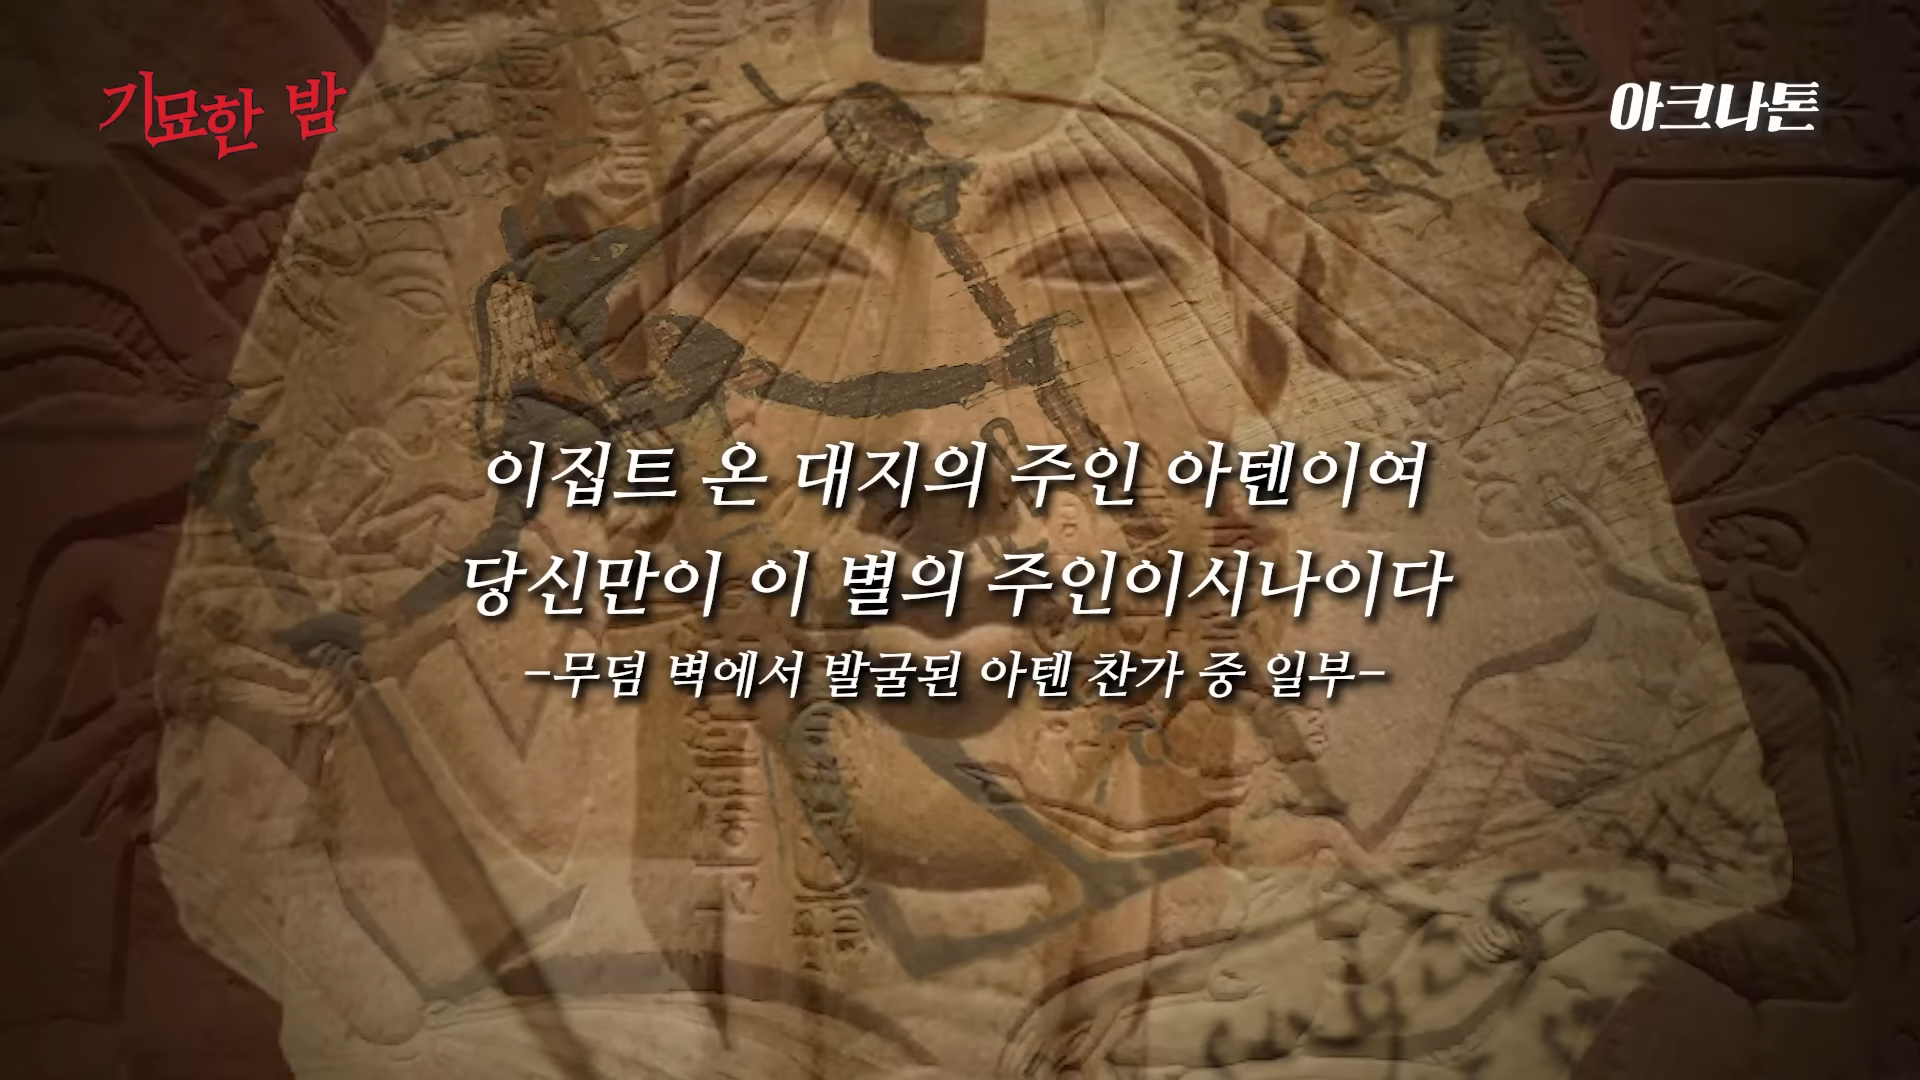 기묘한 밤
아크나톤
이집트 온 대지의 주인 아텐이여
당신만이 이 별의 주인이시나이다
-무덤 벽에서 발굴된 아텐 찬가 중 일부-